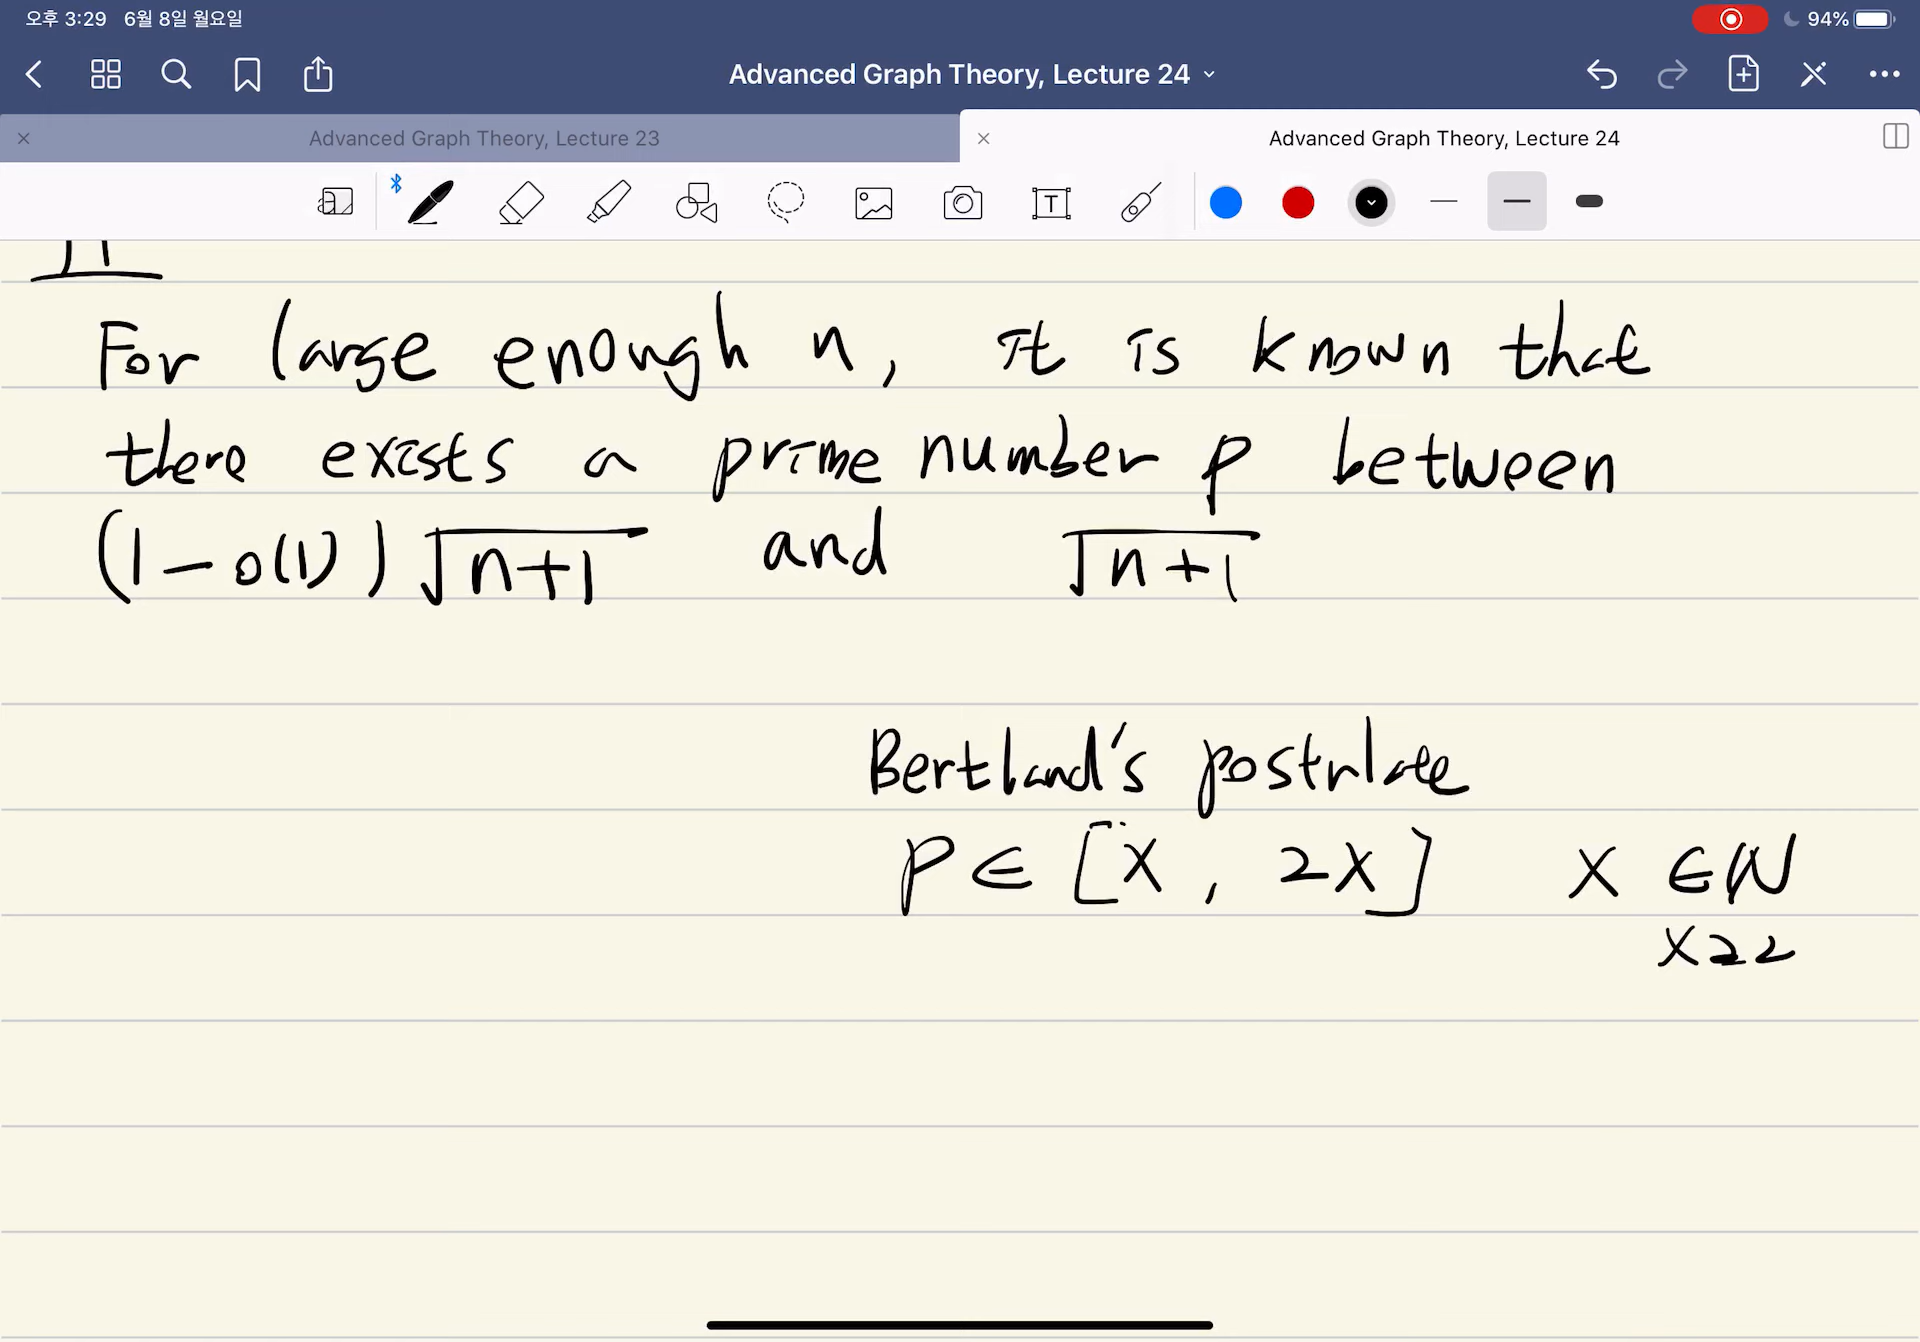 오후 3:29 6월 8일 월요일
94%
Advanced Graph Theory, Lecture 24
Advanced Graph Theory, Lecture 23
Advanced Graph Theory, Lecture 24
For large enough n, it is known that
there exists a prime number p between
(1-o(1))√n+1 and √n+1
Bertland's postulate
p ∈ [x, 2x] x ∈ ℕ
x≥2